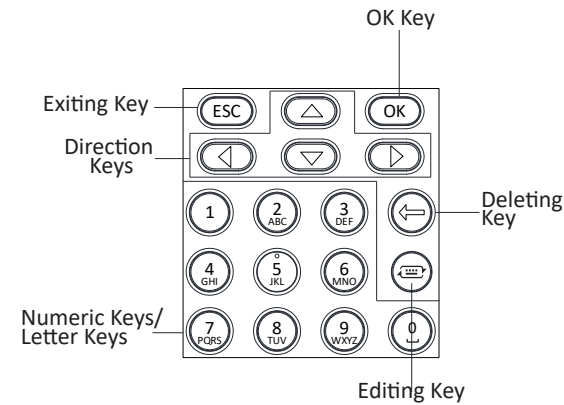 OK Key
Exiting Key
ESC
OK
Direction
Keys
1
2
ABC
3
DEF
Deleting
Key
4
GHI
5
JKL
6
MNO
Numeric Keys/
Letter Keys
7
PQRS
8
TUV
9
WXYZ
0
Editing Key